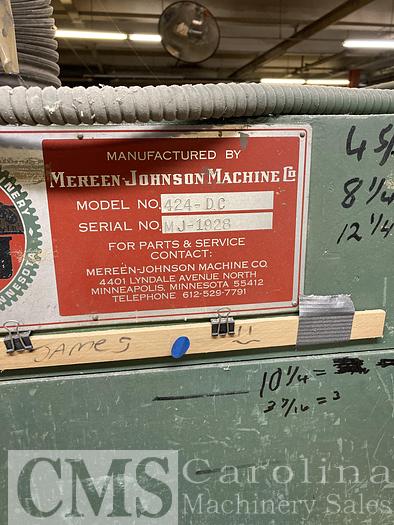 MANUFACTURED BY
MEREEN-JOHNSON MACHINE CO
MODEL NO. 424-DC
SERIAL NO. MJ-1928
FOR PARTS & SERVICE
CONTACT:
MEREEN-JOHNSON MACHINE CO.
4401 LYNDALE AVENUE NORTH
MINNEAPOLIS, MINNESOTA 55412
TELEPHONE 612-529-7791
8 1/4
12 1/4
JAMES
10 1/4 =
3 7/16 = 3
CMS Carolina
Machinery Sales